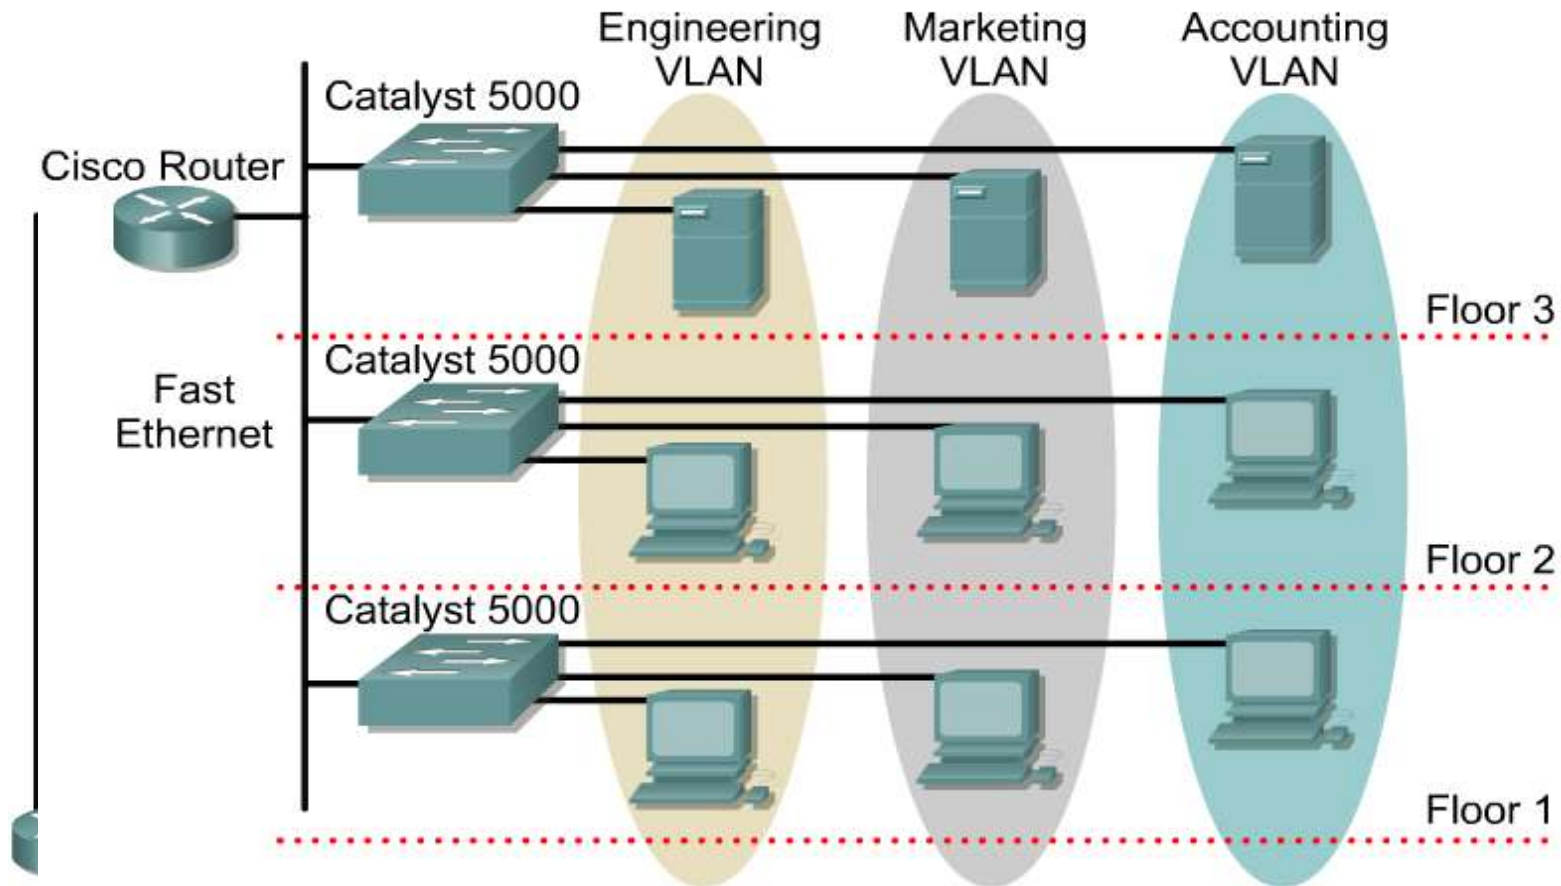 Engineering
VLAN
Marketing
VLAN
Accounting
VLAN
Catalyst 5000
Cisco Router
Floor 3
Catalyst 5000
Fast
Ethernet
Floor 2
Catalyst 5000
Floor 1